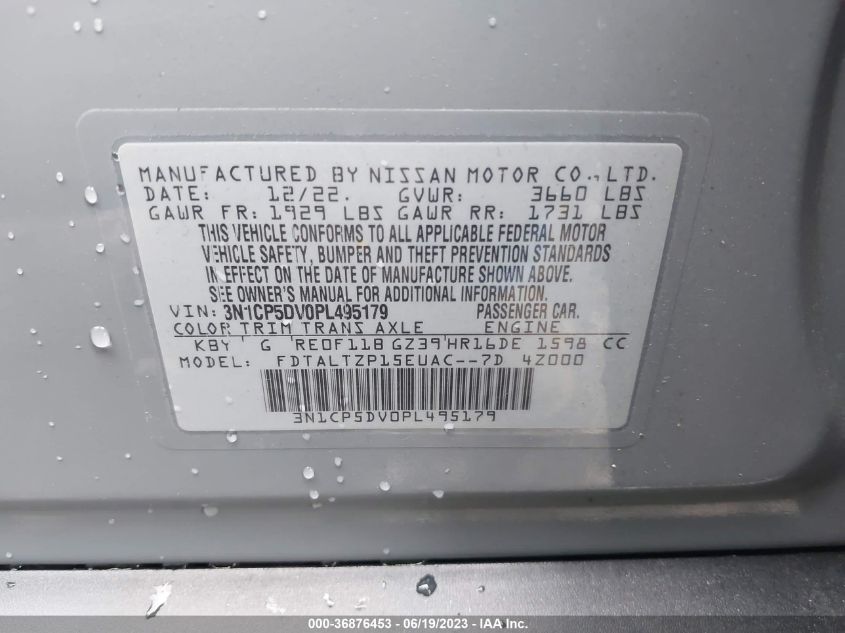 MANUFACTURED BY NISSAN MOTOR CO., LTD.
DATE: 12/22. GVWR: 3660 LBS
GAWR FR: 1929 LBS GAWR RR: 1731 LBS
THIS VEHICLE CONFORMS TO ALL APPLICABLE FEDERAL MOTOR
VEHICLE SAFETY, BUMPER AND THEFT PREVENTION STANDARDS
IN EFFECT ON THE DATE OF MANUFACTURE SHOWN ABOVE.
SEE OWNER'S MANUAL FOR ADDITIONAL INFORMATION.
VIN: 3N1CP5DV0PL495179 PASSENGER CAR.
COLOR TRIM TRANS AXLE ENGINE
KBY G RE0F11B GZ39 HR16DE 1598 CC
MODEL: FDTALTZP15EUAC--7D 4Z000
3N1CP5DV0PL495179
000-36876453 - 06/19/2023 - IAAI.COM